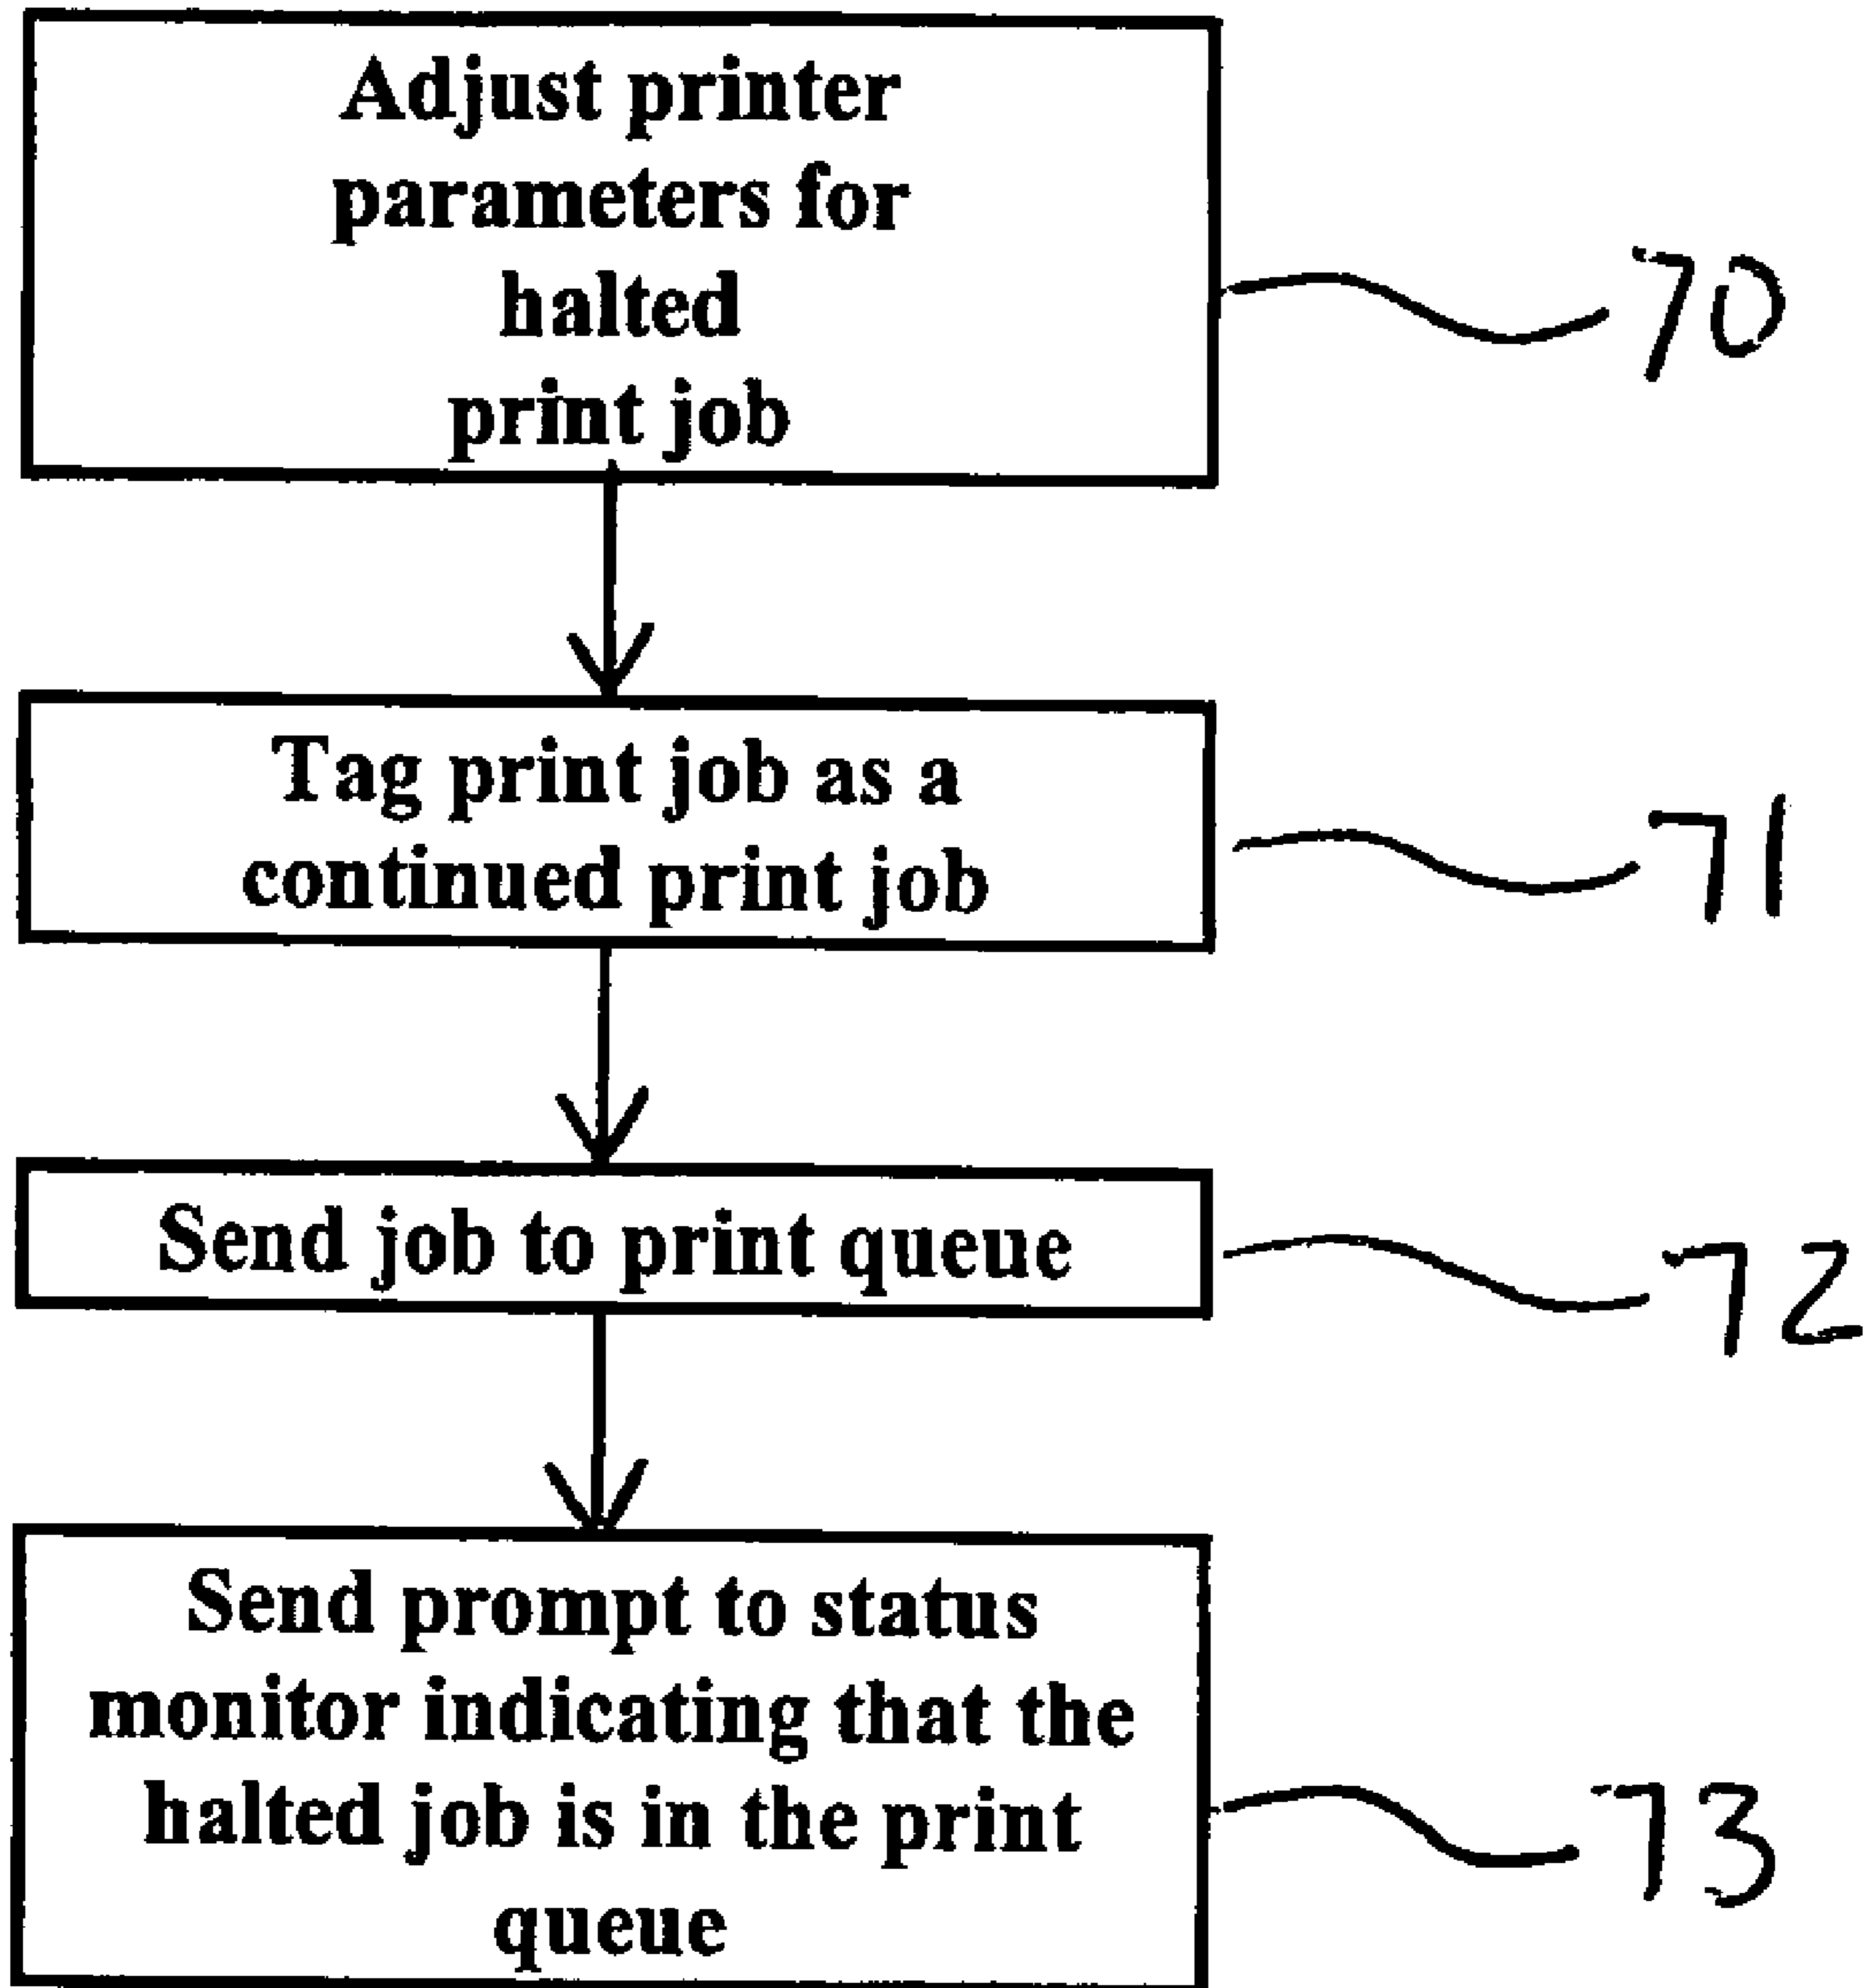 Adjust printer
parameters for
halted
print job
70
Tag print job as a
continued print job
71
Send job to print queue
72
Send prompt to status
monitor indicating that the
halted job is in the print
queue
73